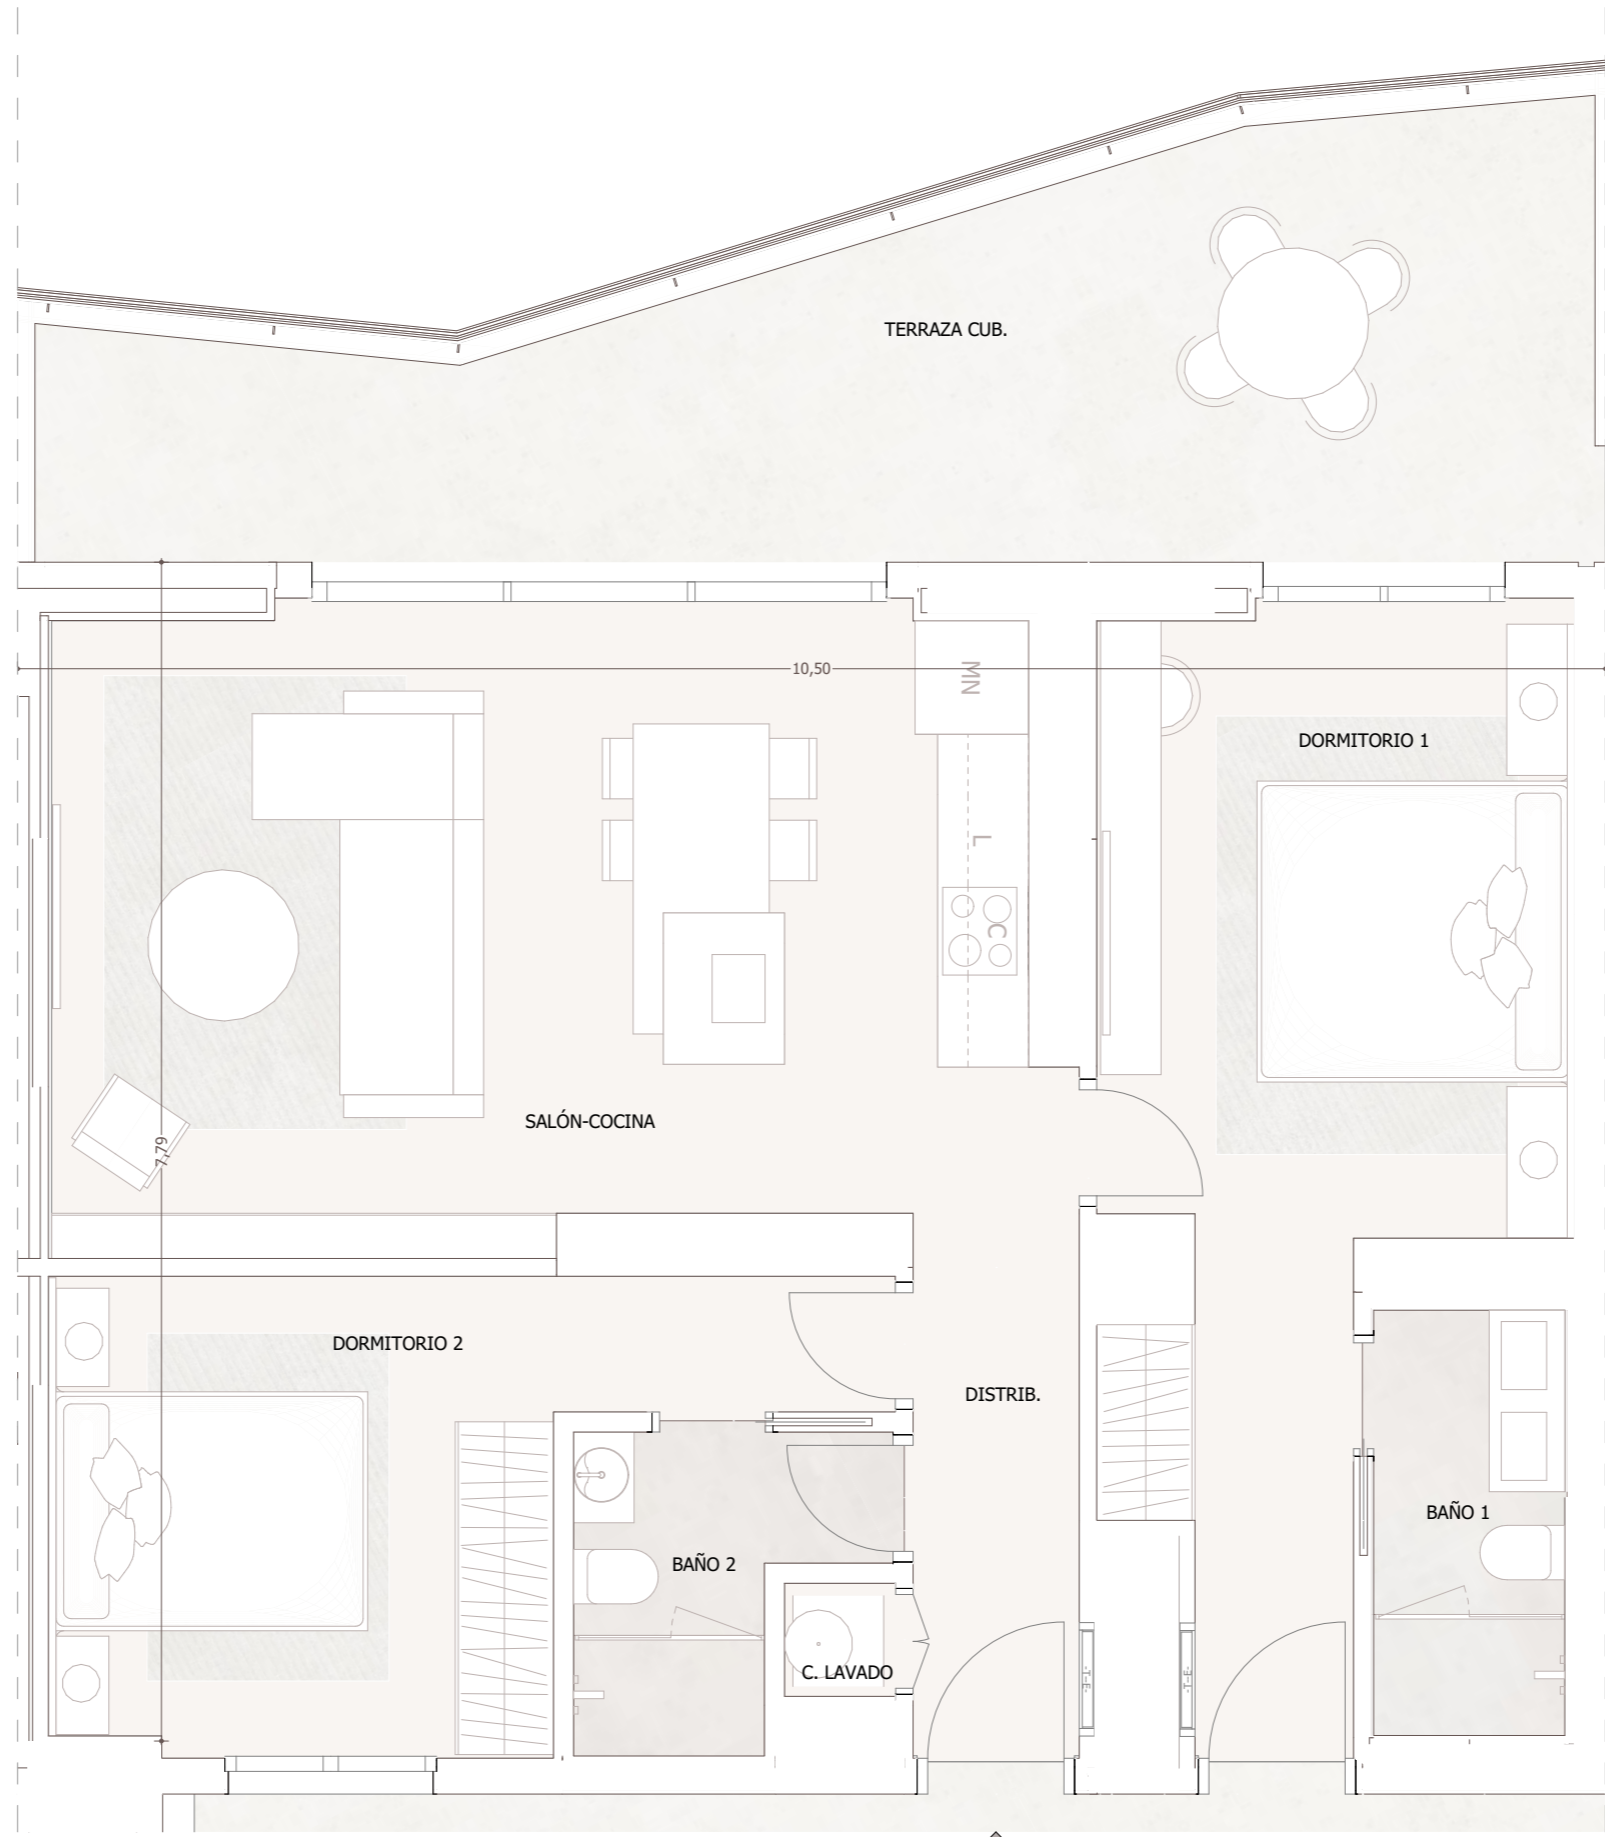 TERRAZA CUB.
10,50
MN
DORMITORIO 1
L
C
SALÓN-COCINA
7,79
DORMITORIO 2
DISTRIB.
BAÑO 1
BAÑO 2
C. LAVADO
-T-E-
-T-E-